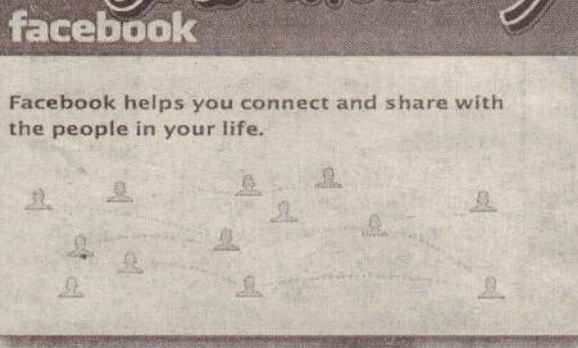 facebook
Facebook helps you connect and share with
the people in your life.